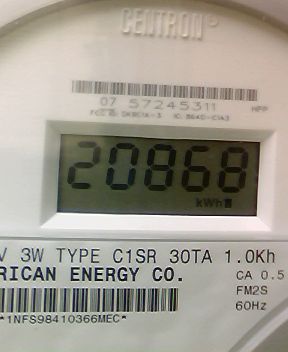 CENTRON®
07 57245311 HPP
20868
kWh
V 3W TYPE C1SR 30TA 1.0Kh
RICAN ENERGY CO. CA 0.5
FM2S
60Hz
*1NFS98410366MEC*